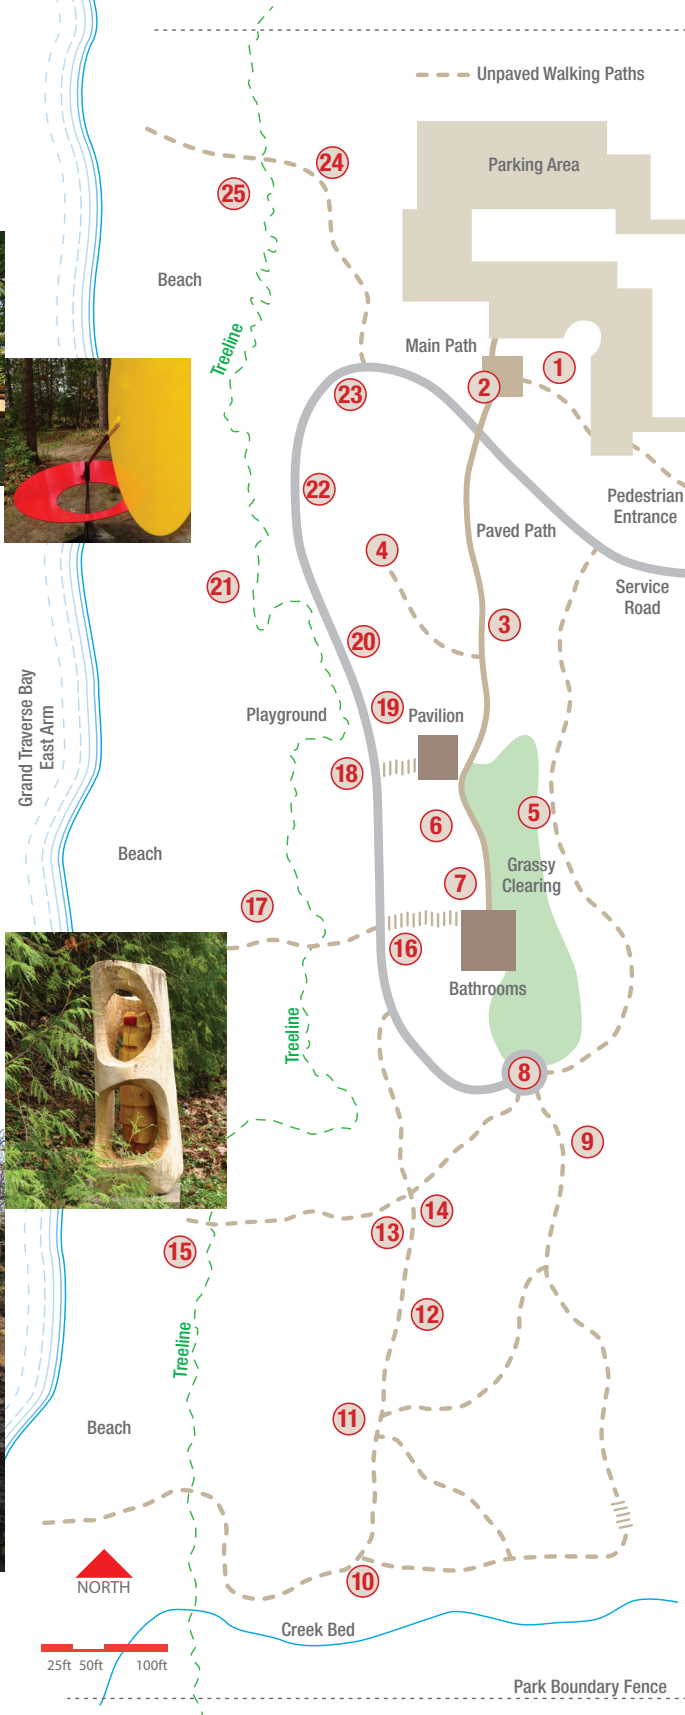 Unpaved Walking Paths
24
Parking Area
25
Beach
Treeline
Main Path
1
2
23
22
Pedestrian
Entrance
Paved Path
4
21
Service
Road
3
20
Grand Traverse Bay
East Arm
19
Playground
Pavilion
18
5
6
Beach
Grassy
Clearing
7
17
16
Bathrooms
Treeline
8
9
14
13
15
12
Treeline
11
Beach
10
NORTH
Creek Bed
25ft 50ft 100ft
Park Boundary Fence